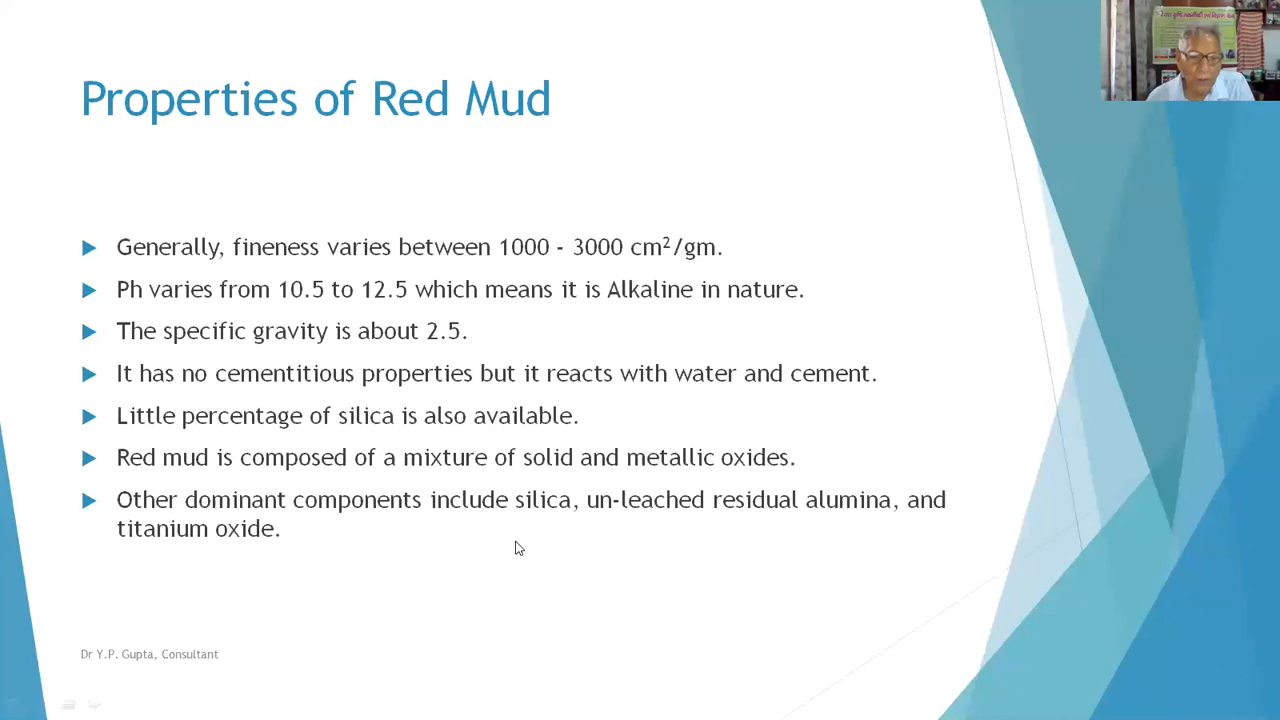 Properties of Red Mud
Generally, fineness varies between 1000 - 3000 cm²/gm.
Ph varies from 10.5 to 12.5 which means it is Alkaline in nature.
The specific gravity is about 2.5.
It has no cementitious properties but it reacts with water and cement.
Little percentage of silica is also available.
Red mud is composed of a mixture of solid and metallic oxides.
Other dominant components include silica, un-leached residual alumina, and
titanium oxide.
Dr Y.P. Gupta, Consultant